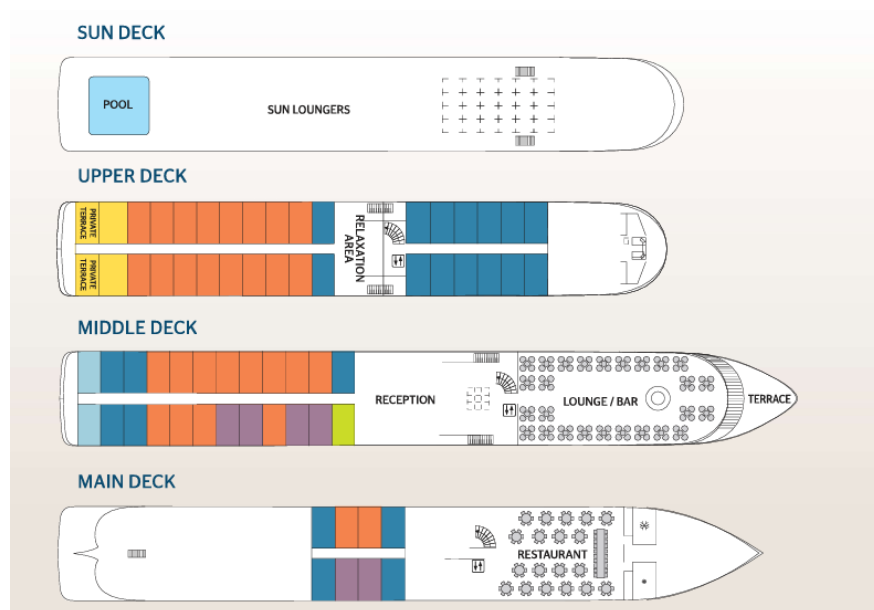 SUN DECK
POOL
SUN LOUNGERS
UPPER DECK
PRIVATE
TERRACE
PRIVATE
TERRACE
RELAXATION
AREA
MIDDLE DECK
RECEPTION
LOUNGE / BAR
TERRACE
MAIN DECK
RESTAURANT